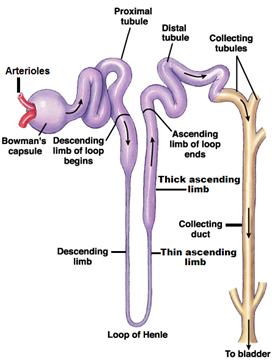 Proximal
tubule
Distal
tubule
Collecting
tubules
Arterioles
Bowman's
capsule
Descending
limb of loop
begins
Ascending
limb of loop
ends
Thick ascending
limb
Collecting
duct
Descending
limb
Thin ascending
limb
Loop of Henle
To bladder